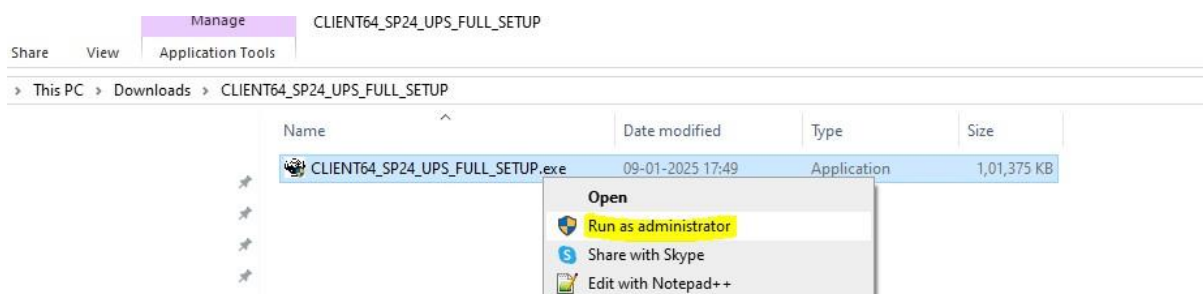 Manage CLIENT64_SP24_UPS_FULL_SETUP
Share View Application Tools
> This PC > Downloads > CLIENT64_SP24_UPS_FULL_SETUP
Name Date modified Type Size
CLIENT64_SP24_UPS_FULL_SETUP.exe 09-01-2025 17:49 Application 1,01,375 KB
Open
Run as administrator
Share with Skype
Edit with Notepad++